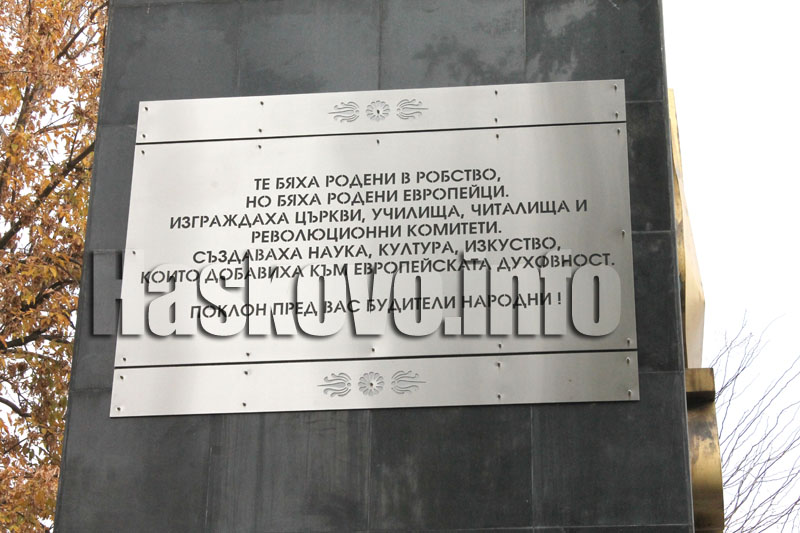 ТЕ БЯХА РОДЕНИ В РОБСТВО,
НО БЯХА РОДЕНИ ЕВРОПЕЙЦИ.
ИЗГРАЖДАХА ЦЪРКВИ, УЧИЛИЩА, ЧИТАЛИЩА И
РЕВОЛЮЦИОННИ КОМИТЕТИ.
СЪЗДАВАХА НАУКА, КУЛТУРА, ИЗКУСТВО,
КОИТО ДОБАВИХА КЪМ ЕВРОПЕЙСКАТА ДУХОВНОСТ.
ПОКЛОН ПРЕД ВАС БУДИТЕЛИ НАРОДНИ !
Haskovo.info